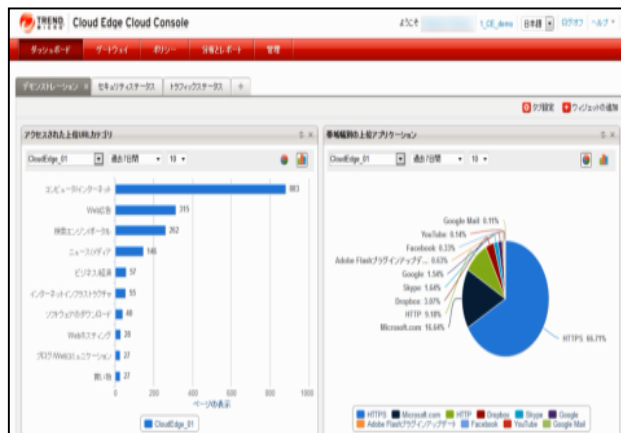 TREND MICRO Cloud Edge Cloud Console
ようこそ 1_CE_demo 日本語 ログオフ ヘルプ
ダッシュボード ゲートウェイ ポリシー 分析とレポート 管理
デモンストレーション × セキュリティステータス トラフィックステータス +
タブ設定 ウィジェットの追加
アクセスされた上位URLカテゴリ
CloudEdge_01 過去7日間 10
コンピュータ/インターネット 883
Web広告 315
検索エンジン/ポータル 262
ニュース/メディア 146
ビジネス/経済 57
インターネットインフラストラクチャ 55
ソフトウェアのダウンロード 40
Webホスティング 28
ブログ/Webコミュニケーション 27
買い物 27
0 200 400 600 800 1000
ページの表示
CloudEdge_01
帯域幅別の上位アプリケーション
CloudEdge_01 過去7日間 10
Google Mail 0.11%
YouTube 0.14%
Facebook 0.33%
Adobe Flashプラグインアップデ... 0.63%
Google 1.54%
Skype 1.64%
Dropbox 3.07%
HTTP 9.18%
Microsoft.com 16.64%
HTTPS 66.71%
HTTPS Microsoft.com HTTP Dropbox Skype Google
Adobe Flashプラグインアップデート Facebook YouTube Google Mail